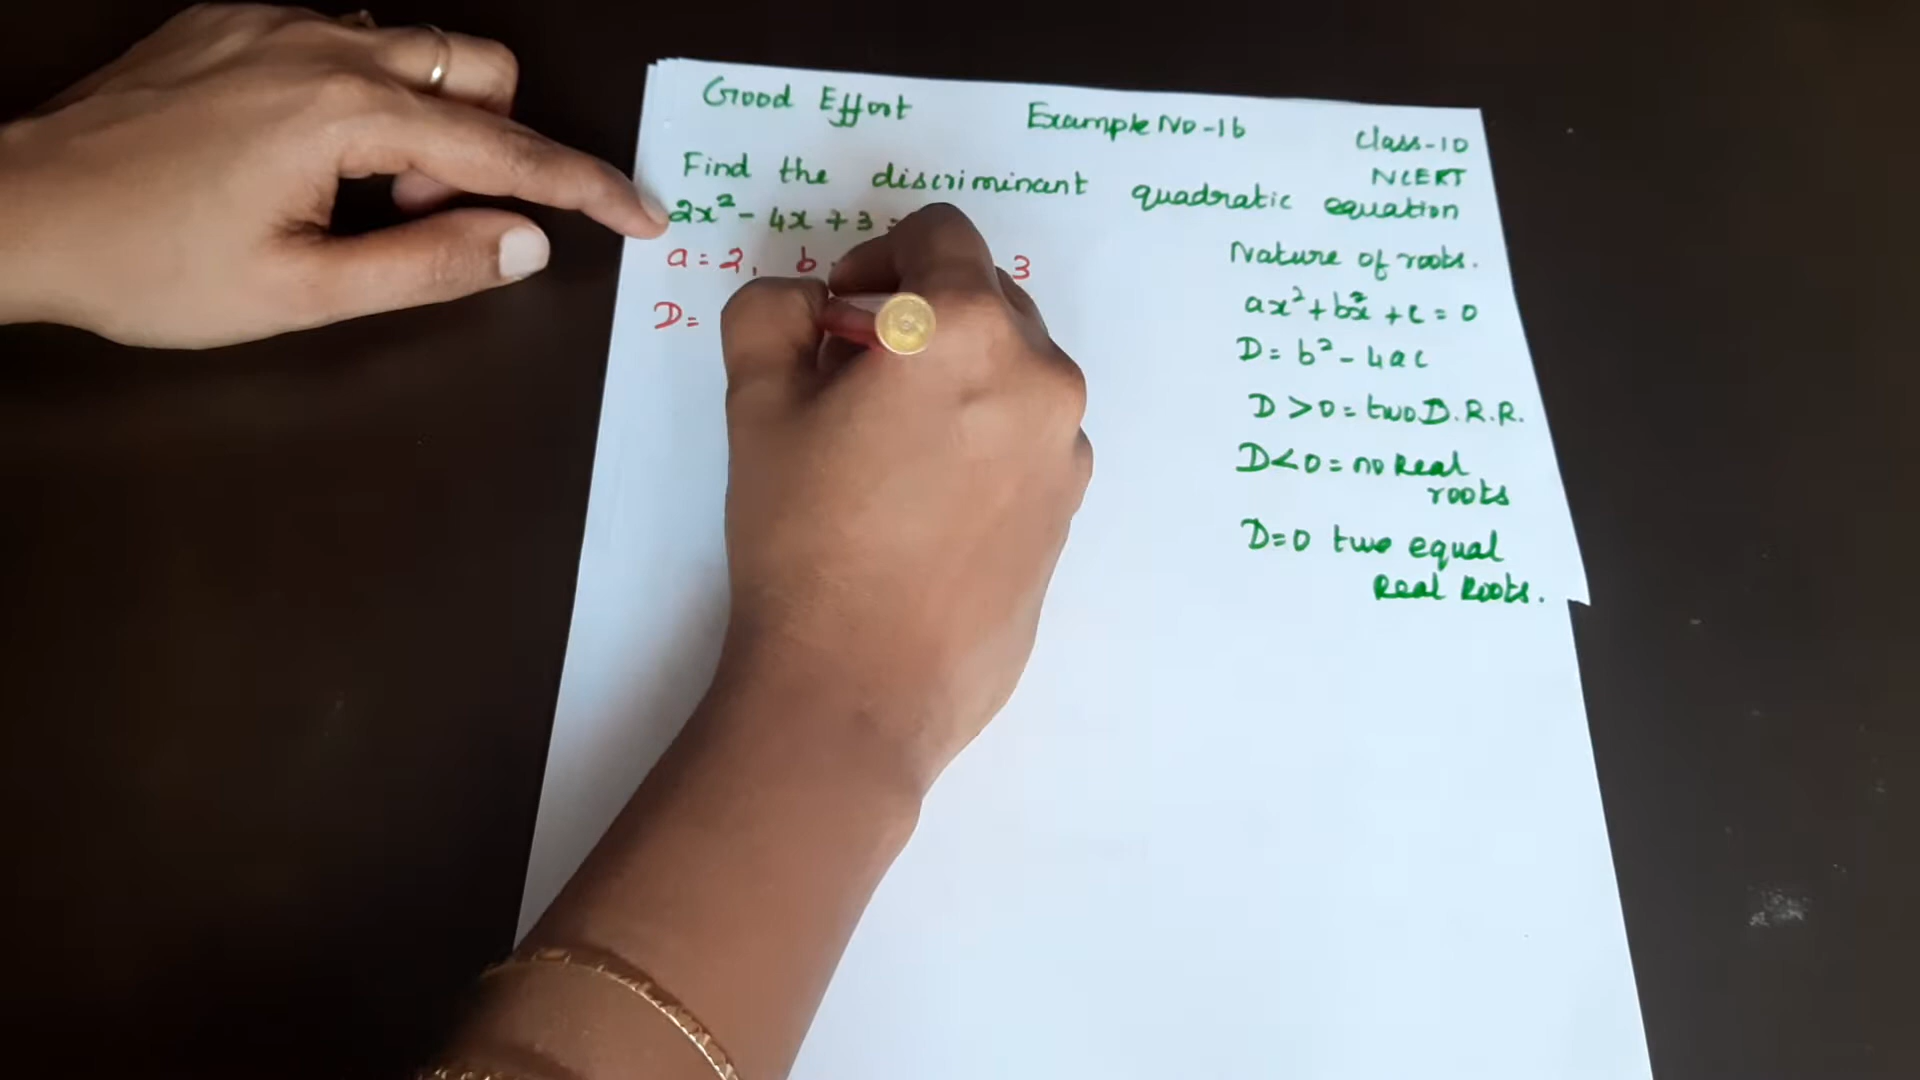 Good Effort Example No-16 Class-10
NCERT
Find the discriminant quadratic equation
2x² - 4x + 3 =
a = 2, b 3
D =
Nature of roots.
ax² + bx² + c = 0
D = b² - 4ac
D > 0 = two D.R.R.
D < 0 = no Real
roots
D = 0 two equal
Real Roots.